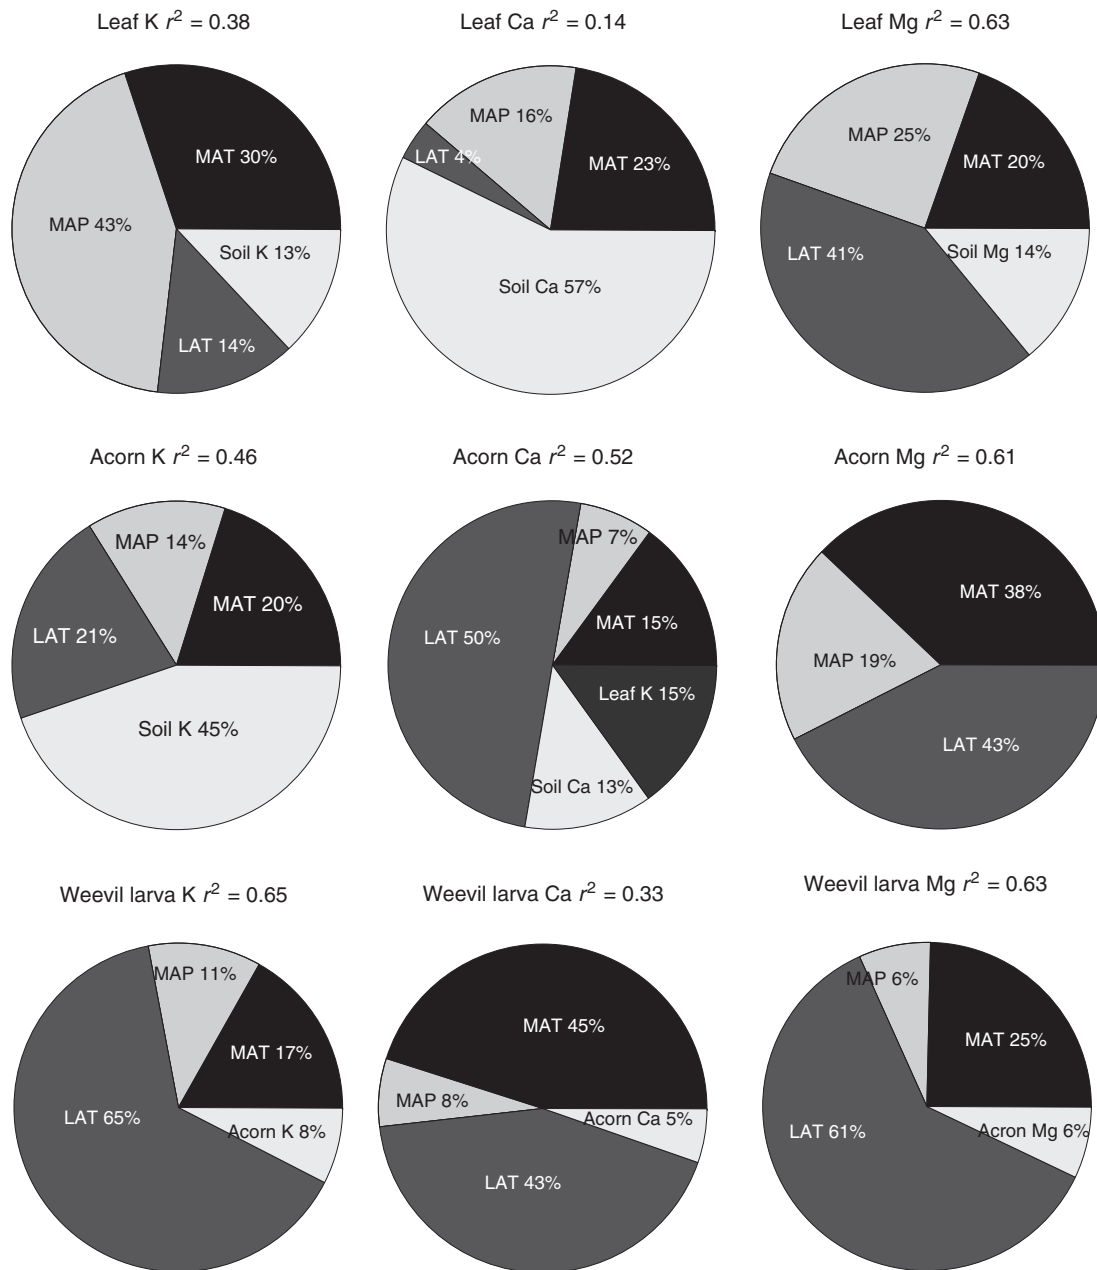 Leaf K r² = 0.38
Leaf Ca r² = 0.14
Leaf Mg r² = 0.63
MAT 30%
MAP 43%
Soil K 13%
LAT 14%
MAP 16%
LAT 4%
MAT 23%
Soil Ca 57%
MAP 25%
MAT 20%
LAT 41%
Soil Mg 14%
Acorn K r² = 0.46
Acorn Ca r² = 0.52
Acorn Mg r² = 0.61
MAP 14%
MAT 20%
LAT 21%
Soil K 45%
MAP 7%
MAT 15%
LAT 50%
Leaf K 15%
Soil Ca 13%
MAT 38%
MAP 19%
LAT 43%
Weevil larva K r² = 0.65
Weevil larva Ca r² = 0.33
Weevil larva Mg r² = 0.63
MAP 11%
MAT 17%
LAT 65%
Acorn K 8%
MAT 45%
MAP 8%
Acorn Ca 5%
LAT 43%
MAP 6%
MAT 25%
LAT 61%
Acron Mg 6%